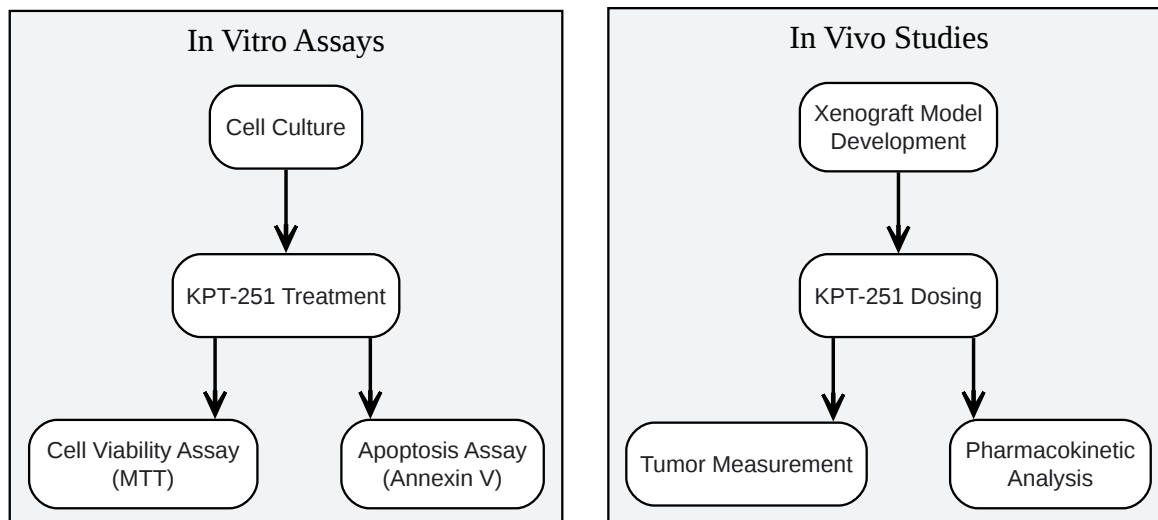 In Vitro Assays
Cell Culture
KPT-251 Treatment
Cell Viability Assay
(MTT)
Apoptosis Assay
(Annexin V)
In Vivo Studies
Xenograft Model
Development
KPT-251 Dosing
Tumor Measurement
Pharmacokinetic
Analysis